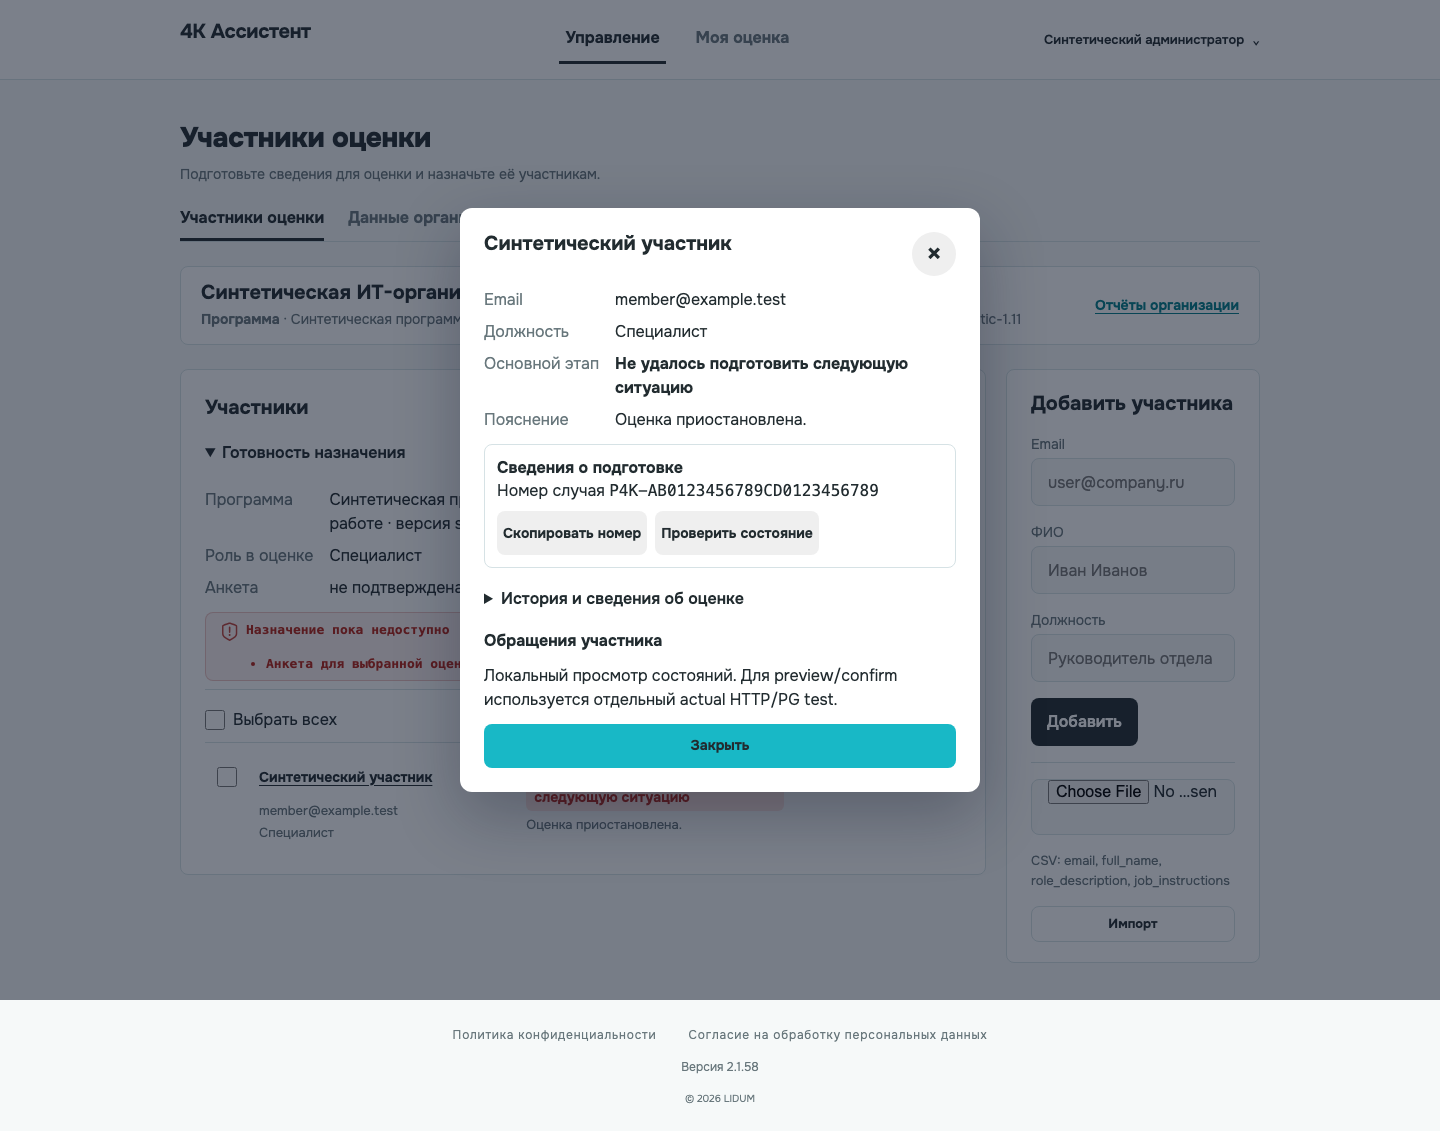 4K Ассистент
Управление
Моя оценка
Синтетический администратор
Участники оценки
Подготовьте сведения для оценки и назначьте её участникам.
Участники оценки
Данные
Синтетическая
Программа · Синтетическая
tic-1.11
Отчёты организации
Участники
Готовность назначения
Программа
Синтетическая
работе · версия
Роль в оценке
Специалист
Анкета
не подтверждена
Назначение пока недоступно
• Анкета для выбранной
Выбрать всех
Синтетический участник
member@example.test
Специалист
следующую ситуацию
Оценка приостановлена.
Синтетический участник
×
Email
member@example.test
Должность
Специалист
Основной этап
Не удалось подготовить следующую
ситуацию
Пояснение
Оценка приостановлена.
Сведения о подготовке
Номер случая P4K–AB0123456789CD0123456789
Скопировать номер
Проверить состояние
История и сведения об оценке
Обращения участника
Локальный просмотр состояний. Для preview/confirm
используется отдельный actual HTTP/PG test.
Закрыть
Добавить участника
Email
user@company.ru
ФИО
Иван Иванов
Должность
Руководитель отдела
Добавить
Choose File No ...sen
CSV: email, full_name,
role_description, job_instructions
Импорт
Политика конфиденциальности
Согласие на обработку персональных данных
Версия 2.1.58
© 2026 LIDUM